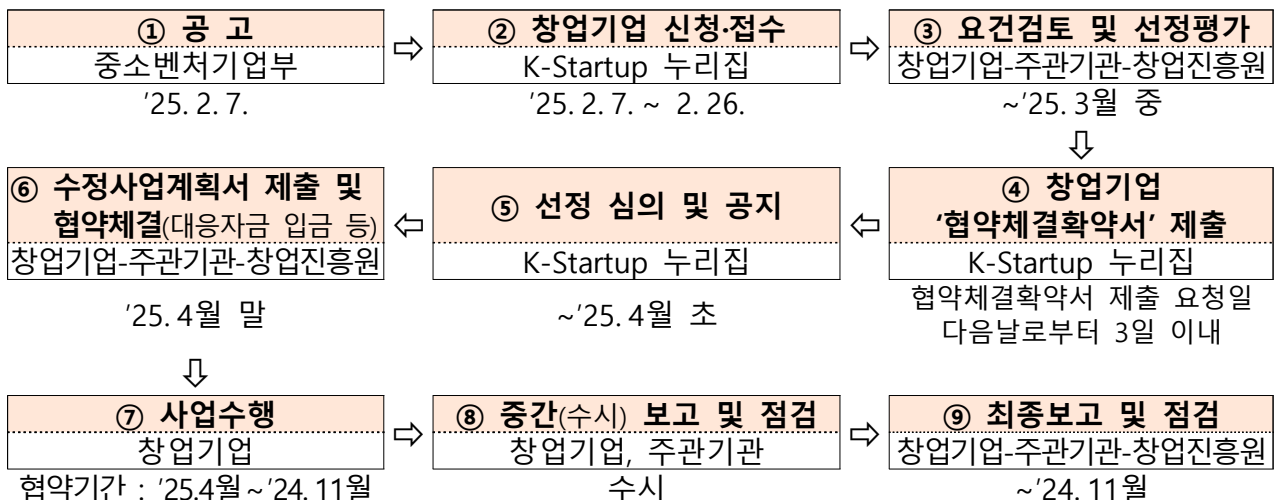 ① 공 고
중소벤처기업부
'25. 2. 7.
⇨
② 창업기업 신청·접수
K-Startup 누리집
'25. 2. 7. ~ 2. 26.
⇨
③ 요건검토 및 선정평가
창업기업-주관기관-창업진흥원
~'25. 3월 중
⇩
④ 창업기업
'협약체결확약서' 제출
K-Startup 누리집
협약체결확약서 제출 요청일
다음날로부터 3일 이내
⇦
⑤ 선정 심의 및 공지
K-Startup 누리집
~'25. 4월 초
⇦
⑥ 수정사업계획서 제출 및
협약체결(대응자금 입금 등)
창업기업-주관기관-창업진흥원
'25. 4월 말
⇩
⑦ 사업수행
창업기업
협약기간 : '25.4월~'24. 11월
⇨
⑧ 중간(수시) 보고 및 점검
창업기업, 주관기관
수시
⇨
⑨ 최종보고 및 점검
창업기업-주관기관-창업진흥원
~'24. 11월